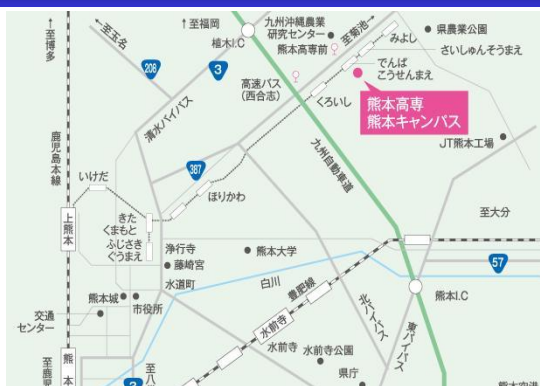 ↑至博多
←至玉名
↑至福岡
植木I.C
九州沖縄農業
研究センター
熊本高専前
至菊池→
みよし
県農業公園
さいしゅんそうまえ
でんぱ
こうせんまえ
208
3
高速バス
(西合志)
くろいし
熊本高専
熊本キャンパス
清水バイパス
九州自動車道
JT熊本工場
鹿児島本線
387
いけだ
ほりかわ
上熊本
きた
くまもと
ふじさき
ぐうまえ
浄行寺
藤崎宮
水道町
熊本大学
至大分
57
白川
豊肥線
熊本城
市役所
交通
センター
北バイパス
東バイパス
熊本I.C
水前寺
水前寺
水前寺公園
県庁
熊本
3